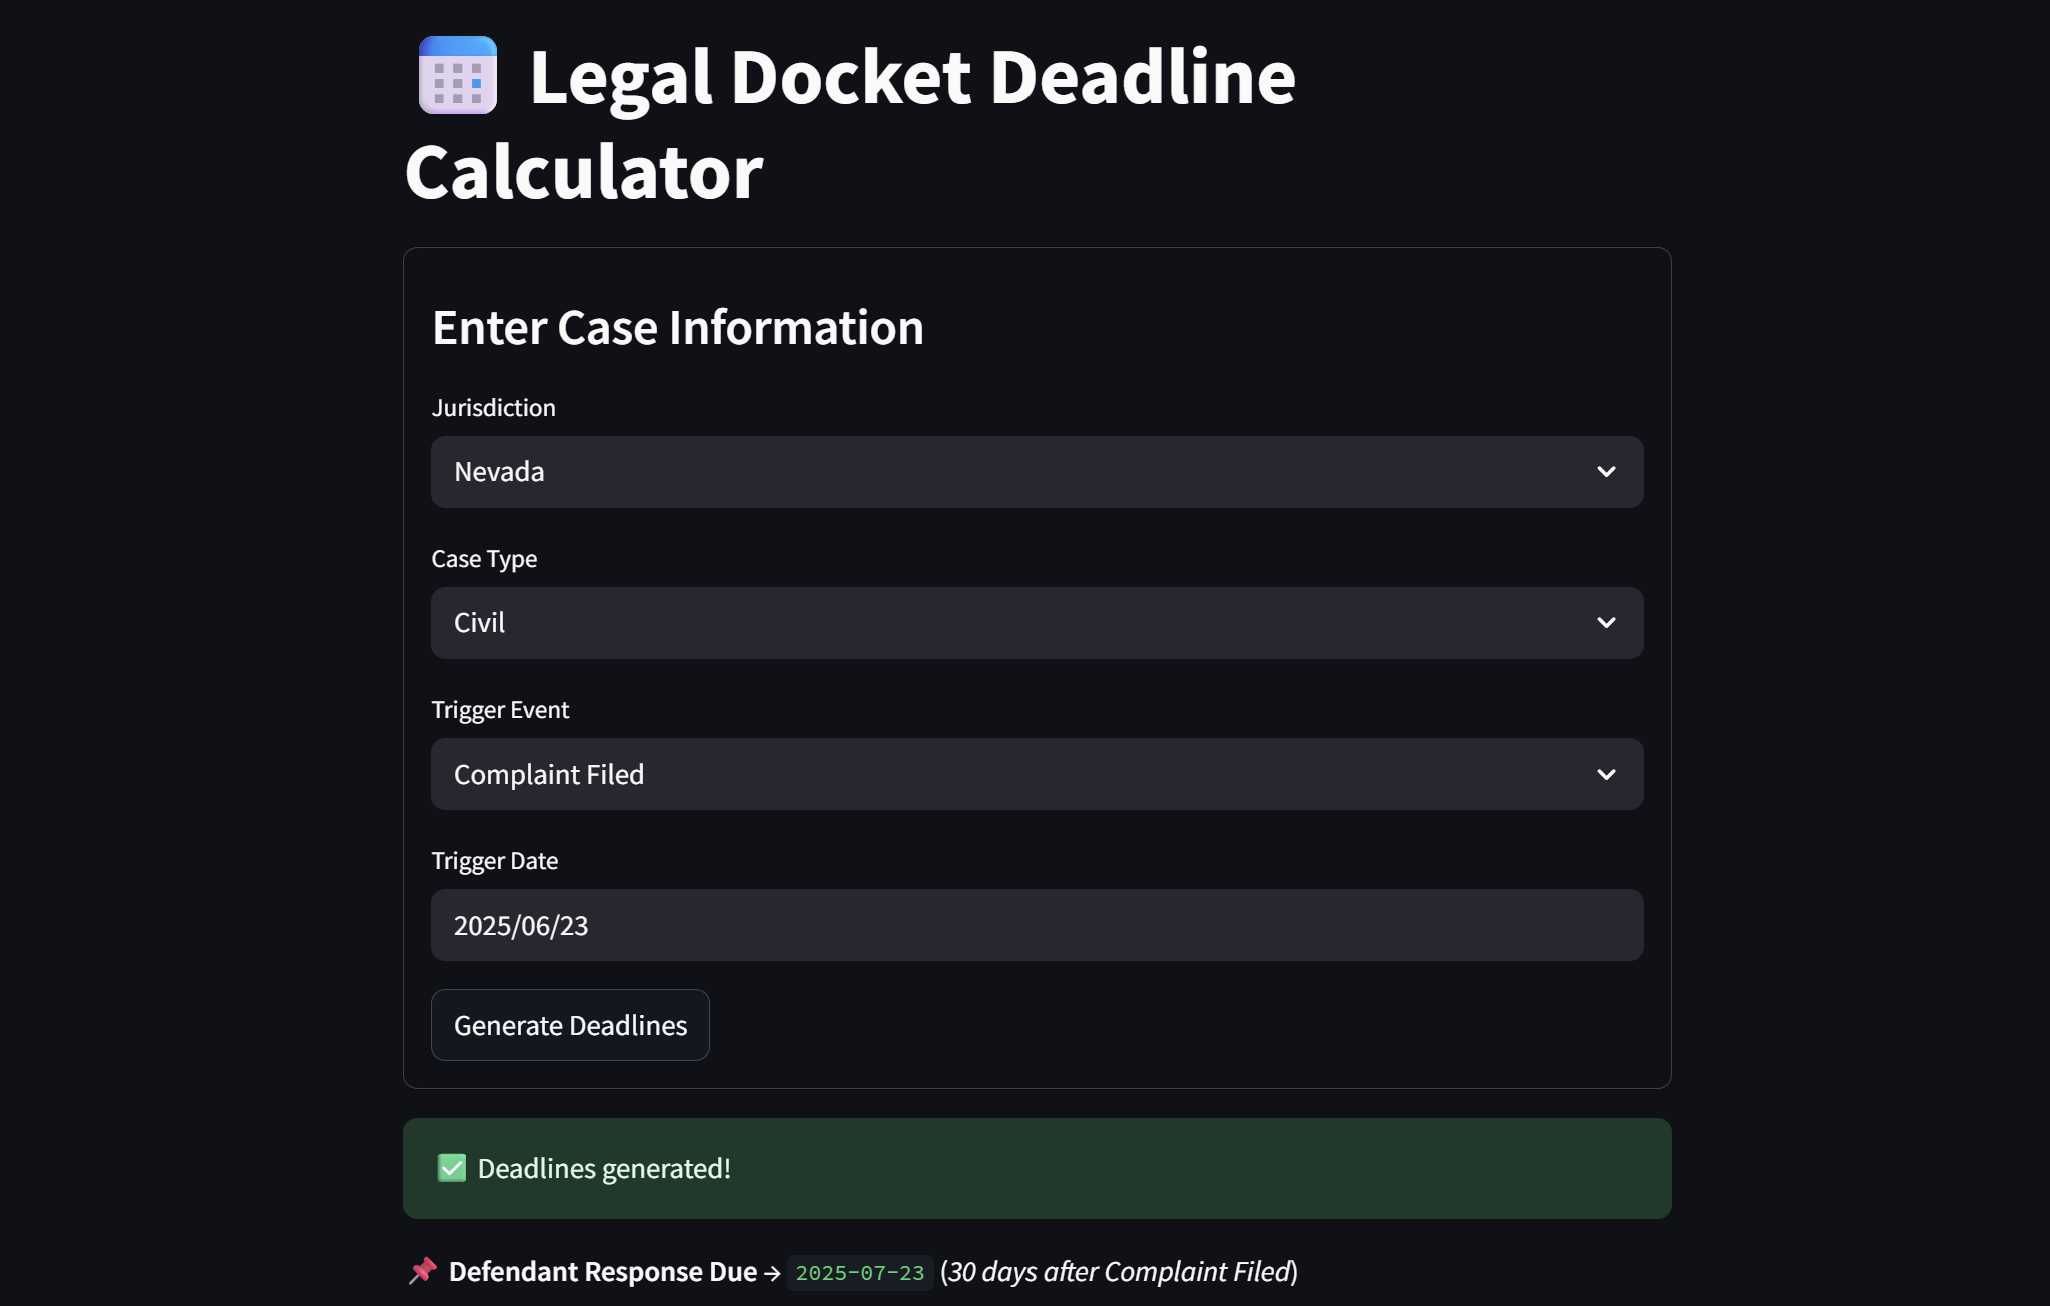 Legal Docket Deadline
Calculator
Enter Case Information
Jurisdiction
Nevada
Case Type
Civil
Trigger Event
Complaint Filed
Trigger Date
2025/06/23
Generate Deadlines
✅ Deadlines generated!
📌 Defendant Response Due → 2025-07-23 (30 days after Complaint Filed)